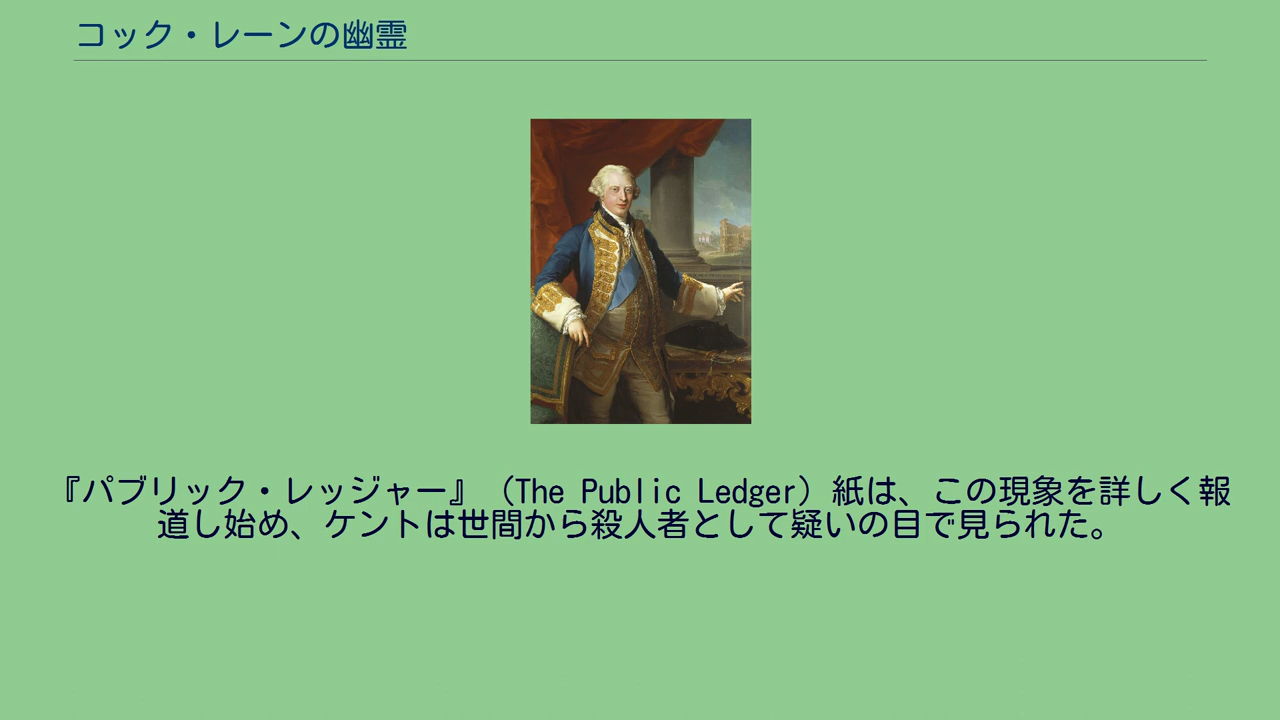 コック・レーンの幽霊
『パブリック・レッジャー』（The Public Ledger）紙は、この現象を詳しく報
道し始め、ケントは世間から殺人者として疑いの目で見られた。